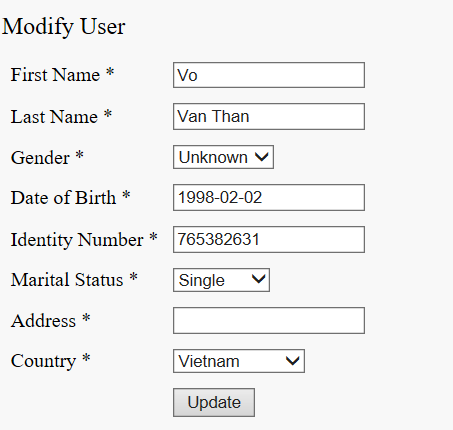 Modify User
First Name * Vo
Last Name * Van Than
Gender * Unknown
Date of Birth * 1998-02-02
Identity Number * 765382631
Marital Status * Single
Address *
Country * Vietnam
Update